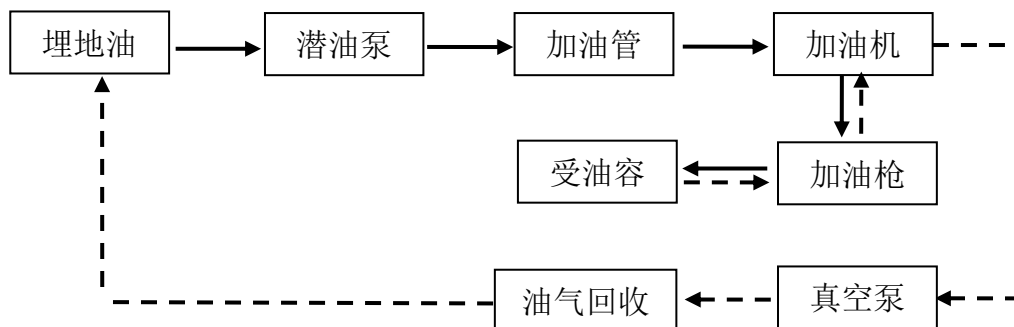 埋地油
潜油泵
加油管
加油机
受油容
加油枪
油气回收
真空泵